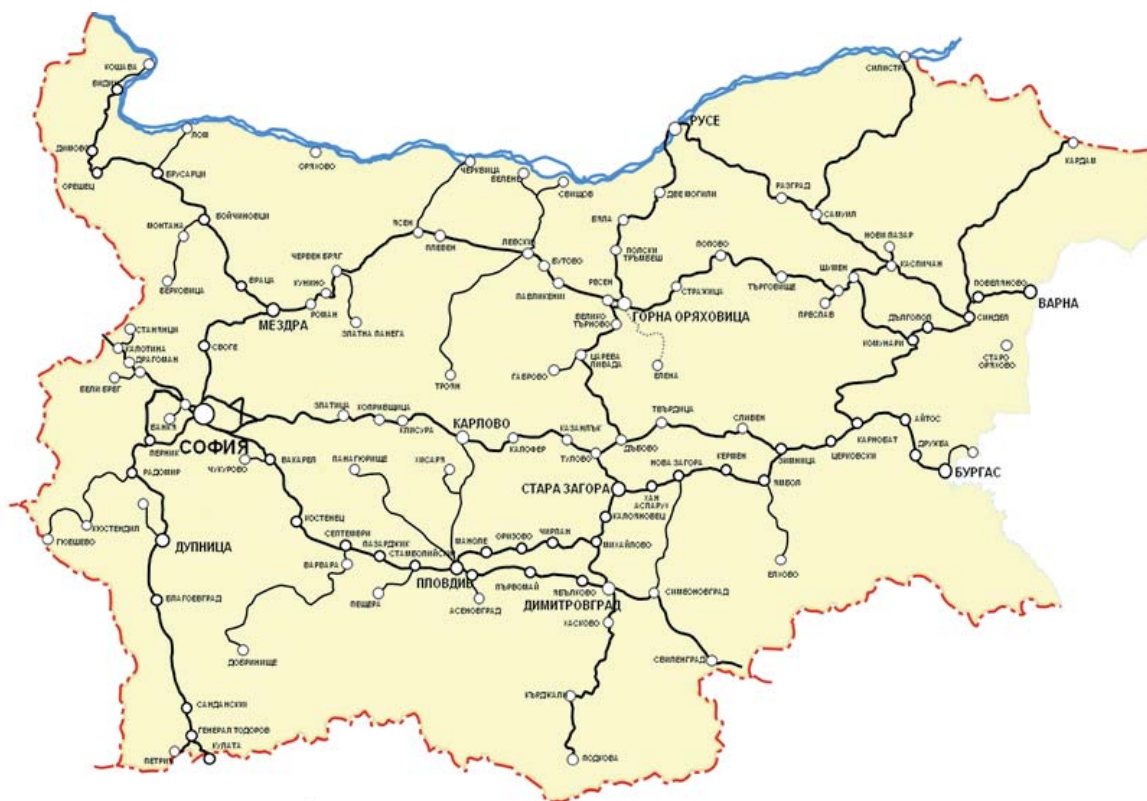 КОШАВА
ВИДИН
СИЛИСТРА
РУСЕ
ЛОМ
ДИМОВО
ОРЕШЕЦ
БРУСАРЦИ
ОРЯХОВО
ЧЕРКВИЦА
БЕЛЕНЕ
СВИЩОВ
КАРДАМ
ДВЕ МОГИЛИ
РАЗГРАД
САМУИЛ
БОЙЧИНОВЦИ
МОНТАНА
ЯСЕН
ПЛЕВЕН
ЛЕВСКИ
БЯЛА
ПОЛСКИ
ТРЪМБЕШ
ПОПОВО
НОВИ ПАЗАР
КАСПИЧАН
ШУМЕН
ЧЕРВЕН БРЯГ
БУТОВО
БЕРКОВИЦА
ВРАЦА
КУНИНО
РОМАН
МЕЗДРА
ЗЛАТНА ПАНЕГА
ПАВЛИКЕНИ
РЕСЕН
СТРАЖИЦА
ТЪРГОВИЩЕ
ПРЕСЛАВ
ПОВЕЛЯНОВО
ВАРНА
СИНДЕЛ
ВЕЛИКО
ТЪРНОВО
ГОРНА ОРЯХОВИЦА
ДЪЛГОПОЛ
КОМУНАРИ
СТАРО
ОРЯХОВО
СТАНЯНЦИ
КАЛОТИНА
ДРАГОМАН
БЕЛИ БРЕГ
СВОГЕ
ТРОЯН
ЦАРЕВА
ЛИВАДА
ГАБРОВО
ЕЛЕНА
БАНКЯ
СОФИЯ
ПЕРНИК
РАДОМИР
ЗЛАТИЦА
КОПРИВЩИЦА
КЛИСУРА
КАРЛОВО
КАЛОФЕР
КАЗАНЛЪК
ТУЛОВО
ДЪБОВО
ТВЪРДИЦА
СЛИВЕН
ЗИМНИЦА
ЦЕРКОВСКИ
КАРНОБАТ
АЙТОС
ДРУЖБА
БУРГАС
ЧУКУРОВО
ВАКАРЕЛ
ПАНАГЮРИЩЕ
ХИСАРЯ
СТАРА ЗАГОРА
ХАН
АСПАРУХ
НОВА ЗАГОРА
КЕРМЕН
ЯМБОЛ
ГЮЕШЕВО
КЮСТЕНДИЛ
ДУПНИЦА
КОСТЕНЕЦ
СЕПТЕМВРИ
ПАЗАРДЖИК
СТАМБОЛИЙСКИ
ВАРВАРА
ПЕЩЕРА
ПЛОВДИВ
АСЕНОВГРАД
МАНОЛЕ
ОРИЗОВО
ЧИРПАН
КАЛОЯНОВЕЦ
МИХАЙЛОВО
ПЪРВОМАЙ
ЯБЪЛКОВО
ДИМИТРОВГРАД
СИМЕОНОВГРАД
ЕЛХОВО
БЛАГОЕВГРАД
ДОБРИНИЩЕ
ХАСКОВО
СВИЛЕНГРАД
КЪРДЖАЛИ
ПОДКОВА
САНДАНСКИ
ГЕНЕРАЛ ТОДОРОВ
ПЕТРИЧ
КУЛАТА